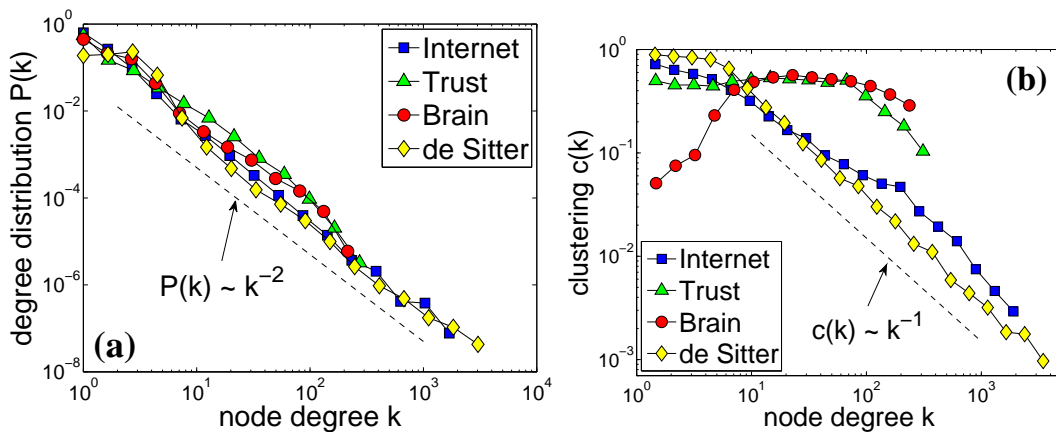 degree distribution P(k)
10^0
10^-2
10^-4
10^-6
10^-8
Internet
Trust
Brain
de Sitter
P(k) ~ k^-2
(a)
10^0
10^1
10^2
10^3
10^4
node degree k
clustering c(k)
10^0
10^-1
10^-2
10^-3
(b)
Internet
Trust
Brain
de Sitter
c(k) ~ k^-1
10^0
10^1
10^2
10^3
node degree k